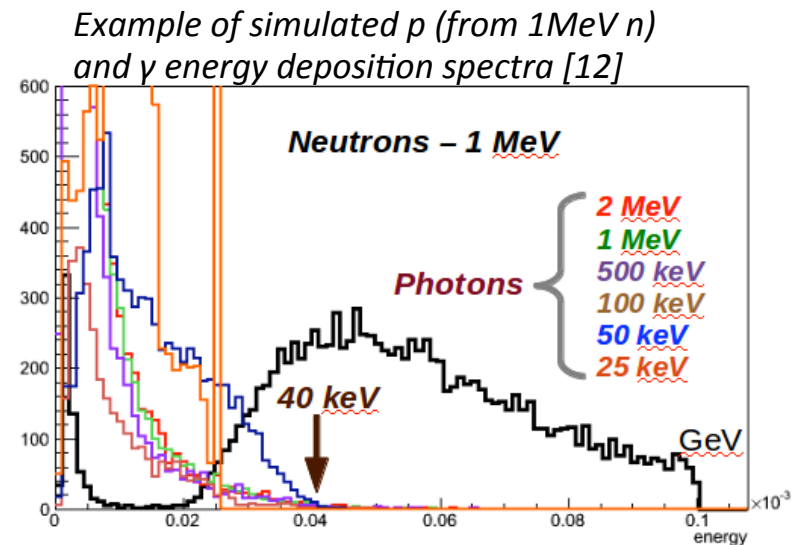 Example of simulated p (from 1MeV n)
and γ energy deposition spectra [12]
600
500
400
300
200
100
0
Neutrons – 1 MeV
Photons
2 MeV
1 MeV
500 keV
100 keV
50 keV
25 keV
40 keV
GeV
0
0.02
0.04
0.06
0.08
0.1
×10⁻³
energy